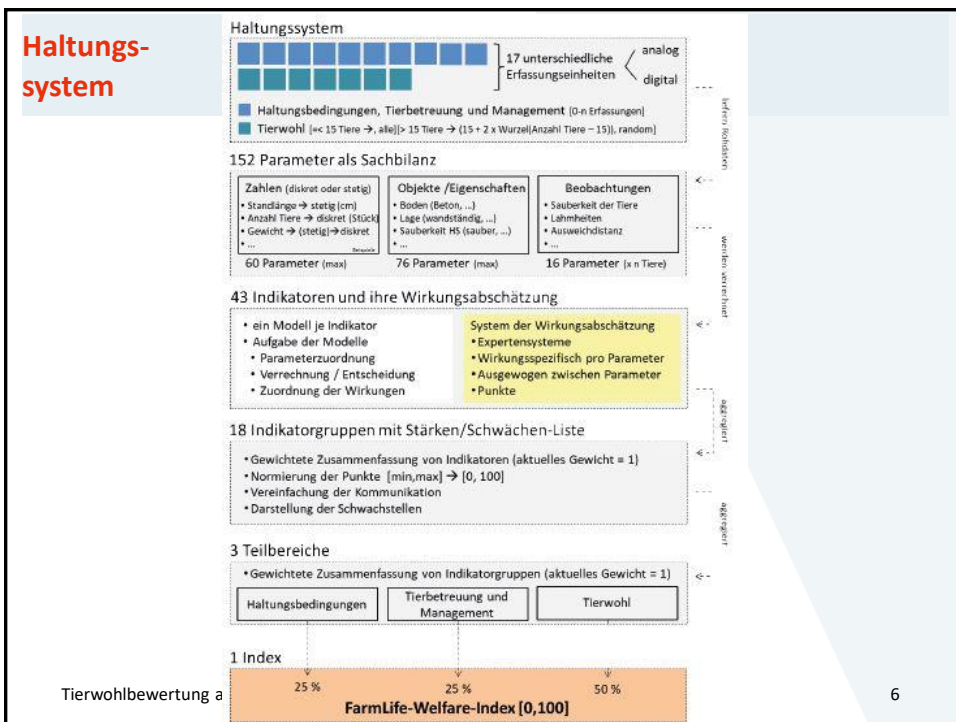 Haltungs-
system
Haltungssystem
17 unterschiedliche
Erfassungseinheiten
analog
digital
Haltungsbedingungen, Tierbetreuung und Management [0-n Erfassungen]
Tierwohl [=< 15 Tiere →, alle][> 15 Tiere → (15 + 2 x Wurzel(Anzahl Tiere − 15)), random]
liefern Rohdaten
152 Parameter als Sachbilanz
Zahlen (diskret oder stetig)
• Standlänge → stetig (cm)
• Anzahl Tiere → diskret (Stück)
• Gewicht → (stetig)→diskret
• ...
Beispiele
60 Parameter (max)
Objekte /Eigenschaften
• Boden (Beton, ...)
• Lage (wandständig, ...)
• Sauberkeit HS (sauber, ...)
• ...
76 Parameter (max)
Beobachtungen
• Sauberkeit der Tiere
• Lahmheiten
• Ausweichdistanz
• ...
16 Parameter (x n Tiere)
werden verrechnet
43 Indikatoren und ihre Wirkungsabschätzung
• ein Modell je Indikator
• Aufgabe der Modelle
• Parameterzuordnung
• Verrechnung / Entscheidung
• Zuordnung der Wirkungen
System der Wirkungsabschätzung
•Expertensysteme
•Wirkungsspezifisch pro Parameter
•Ausgewogen zwischen Parameter
•Punkte
aggregiert
18 Indikatorgruppen mit Stärken/Schwächen-Liste
•Gewichtete Zusammenfassung von Indikatoren (aktuelles Gewicht = 1)
•Normierung der Punkte [min,max] → [0, 100]
•Vereinfachung der Kommunikation
•Darstellung der Schwachstellen
aggregiert
3 Teilbereiche
•Gewichtete Zusammenfassung von Indikatorgruppen (aktuelles Gewicht = 1)
Haltungsbedingungen
Tierbetreuung und
Management
Tierwohl
1 Index
25 %
25 %
50 %
FarmLife-Welfare-Index [0,100]
Tierwohlbewertung a
6